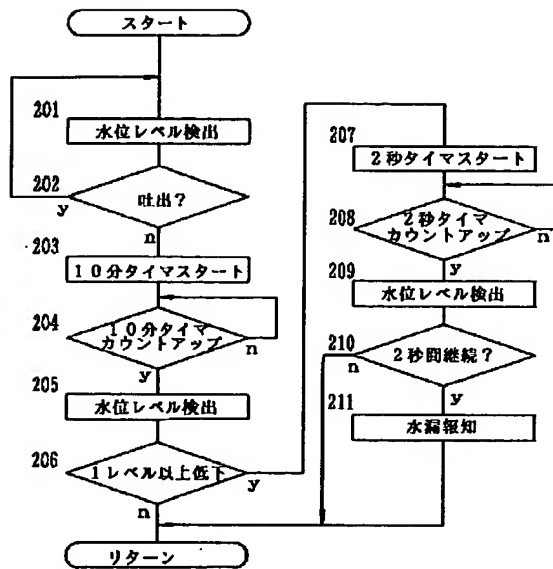 スタート
201
水位レベル検出
202
吐出?
y
n
203
10分タイマスタート
204
10分タイマ
カウントアップ
n
y
205
水位レベル検出
206
1レベル以上低下
y
n
リターン
207
2秒タイマスタート
208
2秒タイマ
カウントアップ
n
y
209
水位レベル検出
210
2秒間継続?
n
y
211
水漏報知